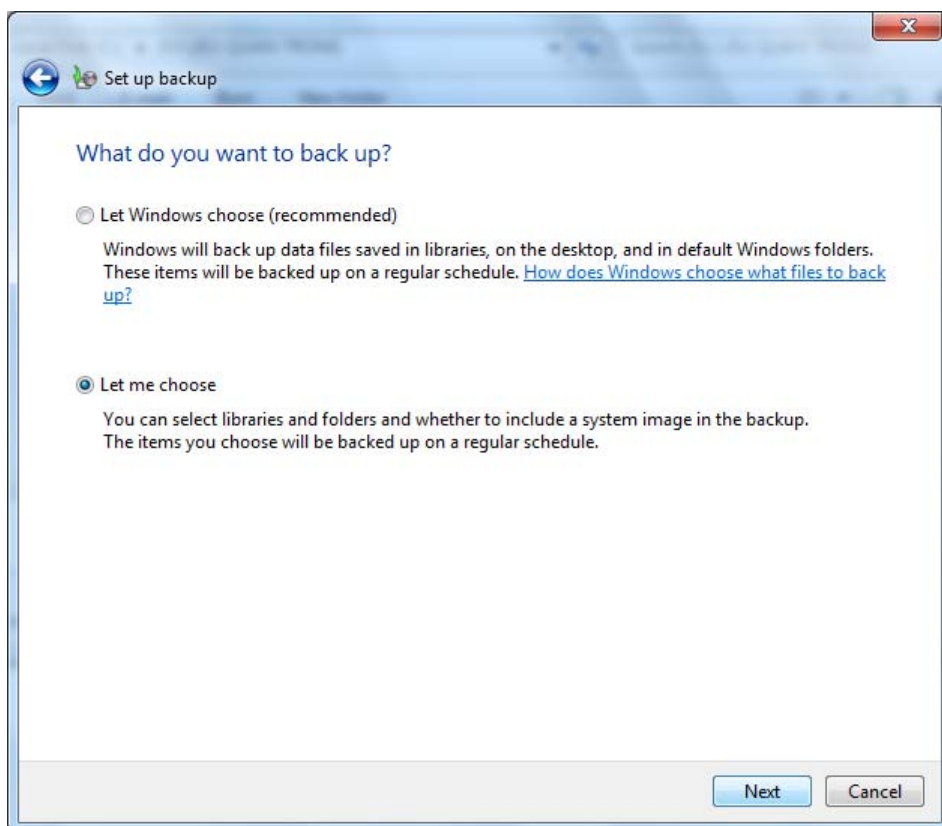 Set up backup
What do you want to back up?
Let Windows choose (recommended)
Windows will back up data files saved in libraries, on the desktop, and in default Windows folders.
These items will be backed up on a regular schedule. How does Windows choose what files to back
up?
Let me choose
You can select libraries and folders and whether to include a system image in the backup.
The items you choose will be backed up on a regular schedule.
Next Cancel